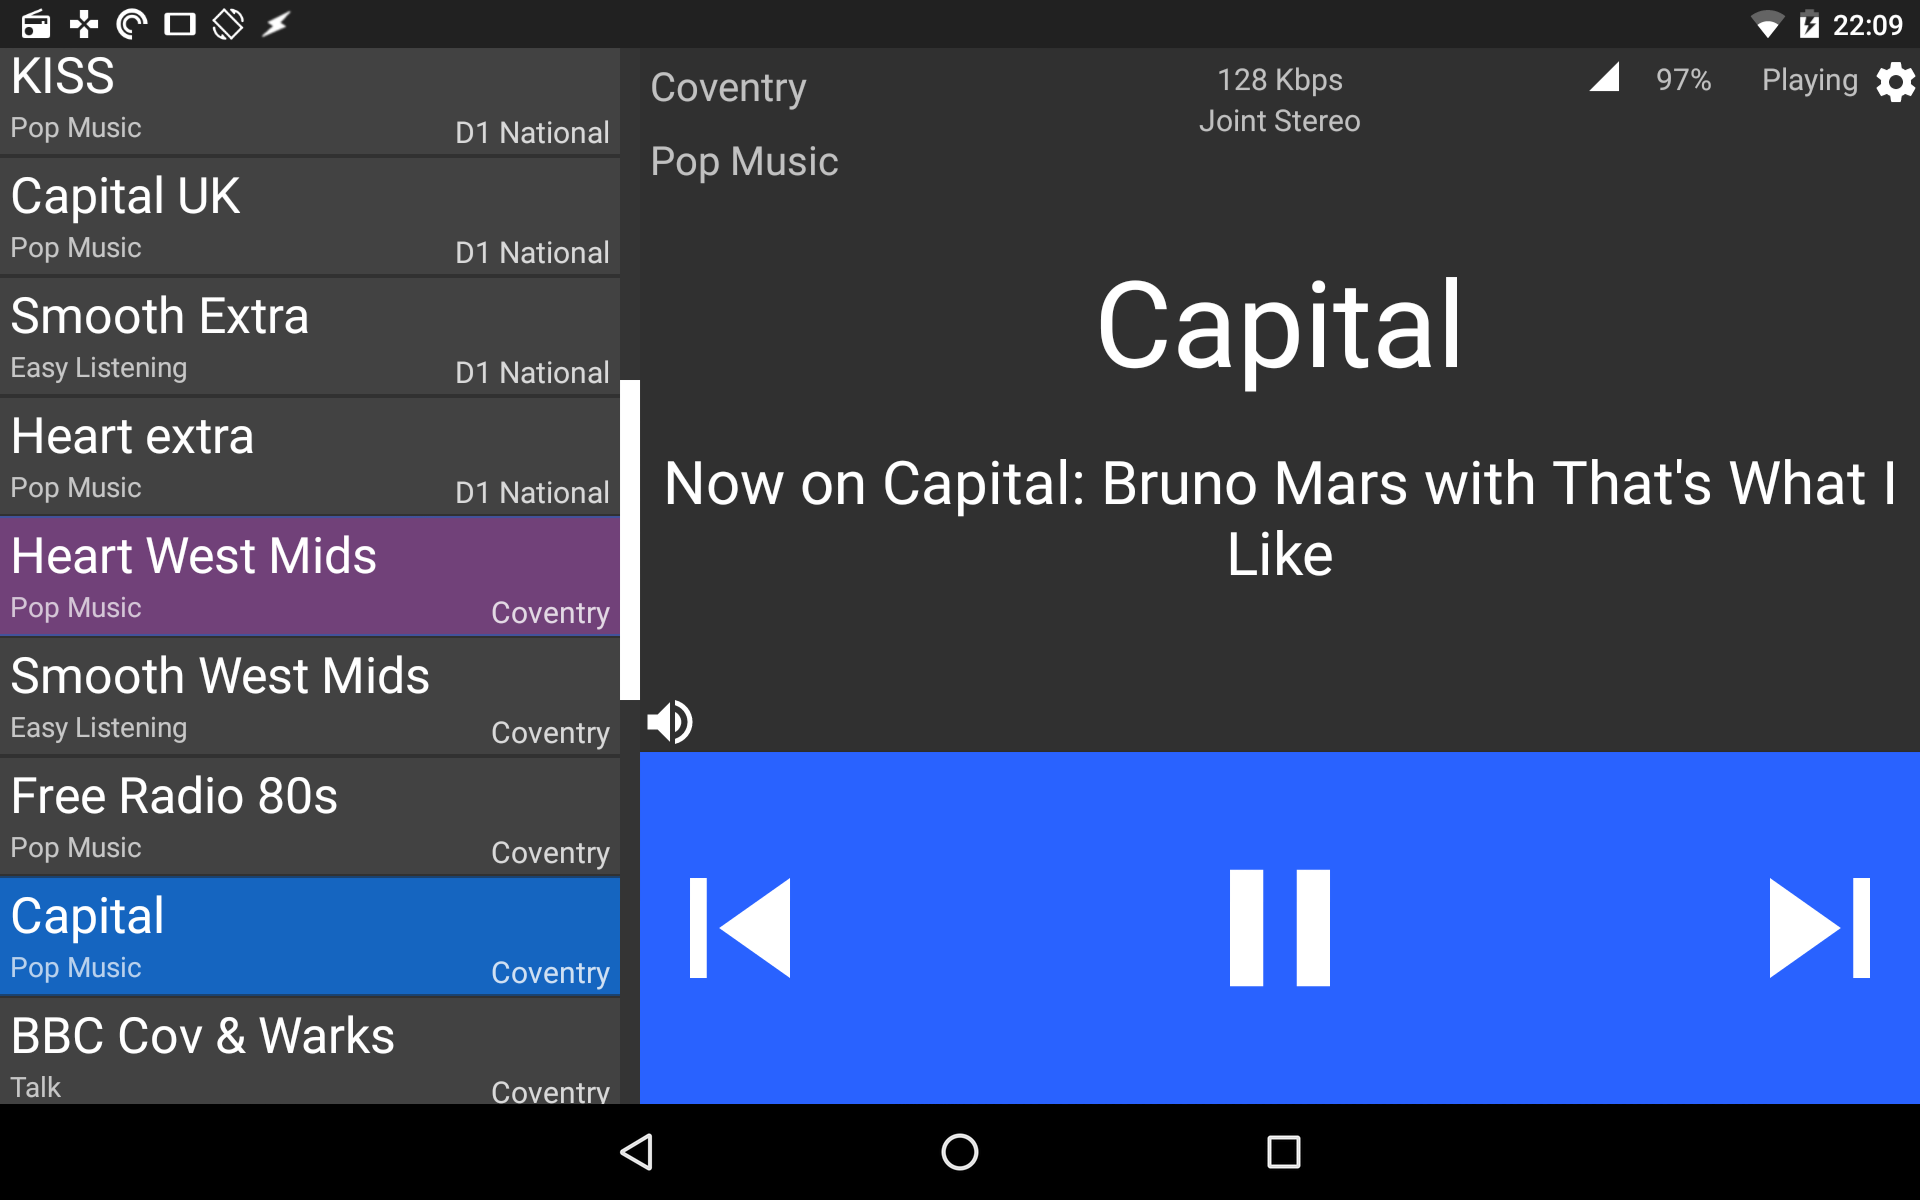 22:09
KISS
Pop Music
D1 National
Capital UK
Pop Music
D1 National
Smooth Extra
Easy Listening
D1 National
Heart extra
Pop Music
D1 National
Heart West Mids
Pop Music
Coventry
Smooth West Mids
Easy Listening
Coventry
Free Radio 80s
Pop Music
Coventry
Capital
Pop Music
Coventry
BBC Cov & Warks
Talk
Coventry
Coventry
128 Kbps
97%
Playing
Joint Stereo
Pop Music
Capital
Now on Capital: Bruno Mars with That's What I
Like